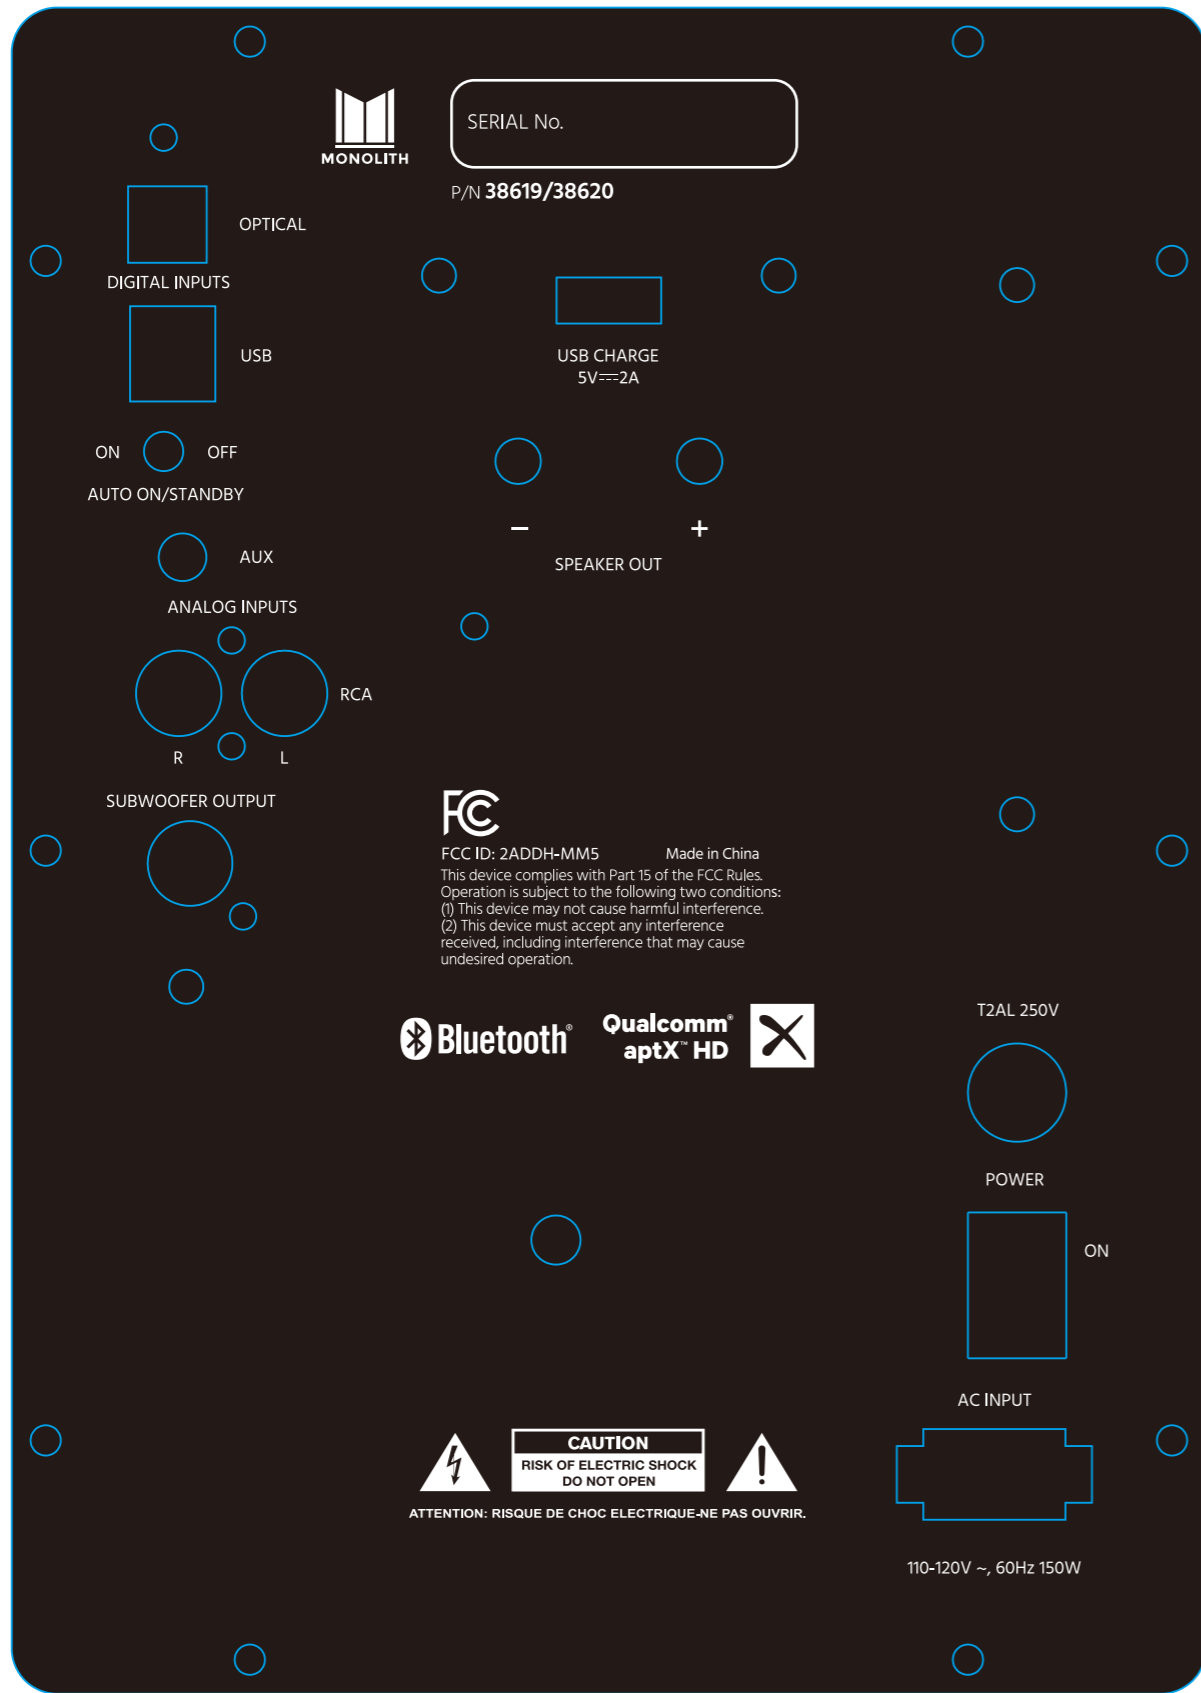 MONOLITH
SERIAL No.
P/N 38619/38620
OPTICAL
DIGITAL INPUTS
USB
USB CHARGE
5V⎓2A
ON
OFF
AUTO ON/STANDBY
−
+
SPEAKER OUT
AUX
ANALOG INPUTS
RCA
R
L
SUBWOOFER OUTPUT
FC
FCC ID: 2ADDH-MM5 Made in China
This device complies with Part 15 of the FCC Rules.
Operation is subject to the following two conditions:
(1) This device may not cause harmful interference.
(2) This device must accept any interference
received, including interference that may cause
undesired operation.
Bluetooth®
Qualcomm®
aptX™ HD
T2AL 250V
POWER
ON
AC INPUT
CAUTION
RISK OF ELECTRIC SHOCK
DO NOT OPEN
ATTENTION: RISQUE DE CHOC ELECTRIQUE-NE PAS OUVRIR.
110-120V ~, 60Hz 150W